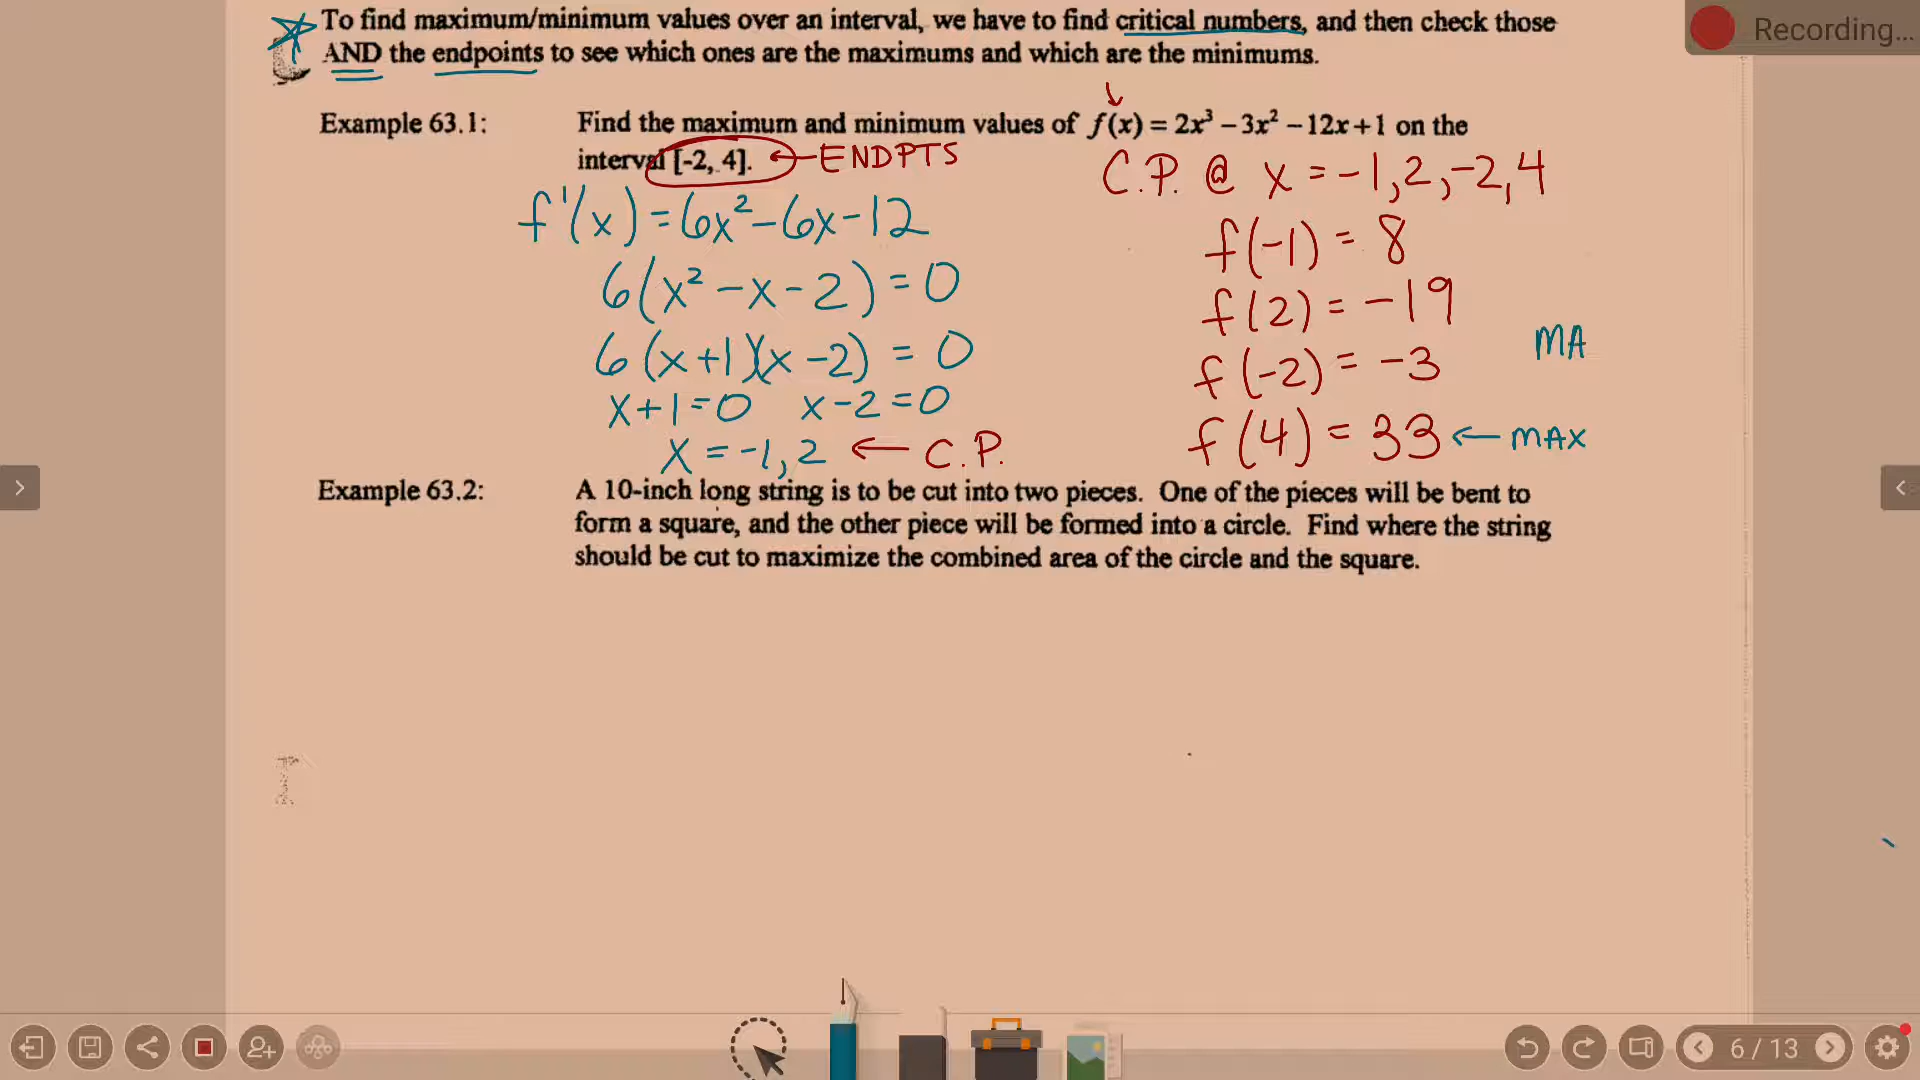 To find maximum/minimum values over an interval, we have to find critical numbers, and then check those
AND the endpoints to see which ones are the maximums and which are the minimums.
Recording...
Example 63.1: Find the maximum and minimum values of f(x) = 2x³ – 3x² – 12x + 1 on the
interval [-2, 4]. ← ENDPTS
C.P. @ x = -1, 2, -2, 4
f'(x) = 6x² - 6x - 12
6(x² - x - 2) = 0
6(x+1)(x-2) = 0
x+1=0 x-2=0
x = -1, 2 ← C.P.
f(-1) = 8
f(2) = -19
MA
f(-2) = -3
f(4) = 33 ← MAX
Example 63.2: A 10-inch long string is to be cut into two pieces. One of the pieces will be bent to
form a square, and the other piece will be formed into a circle. Find where the string
should be cut to maximize the combined area of the circle and the square.
6 / 13